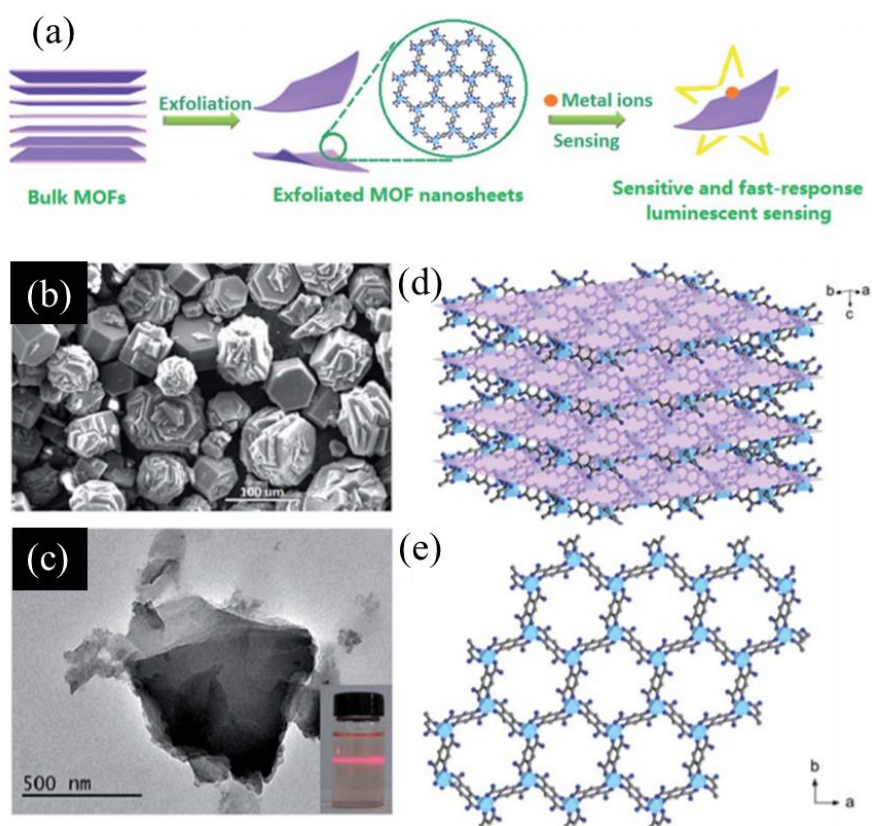 (a)
Exfoliation
Metal ions
Sensing
Bulk MOFs
Exfoliated MOF nanosheets
Sensitive and fast-response
luminescent sensing
(b)
100 um
(d)
b
a
c
(c)
500 nm
(e)
b
a